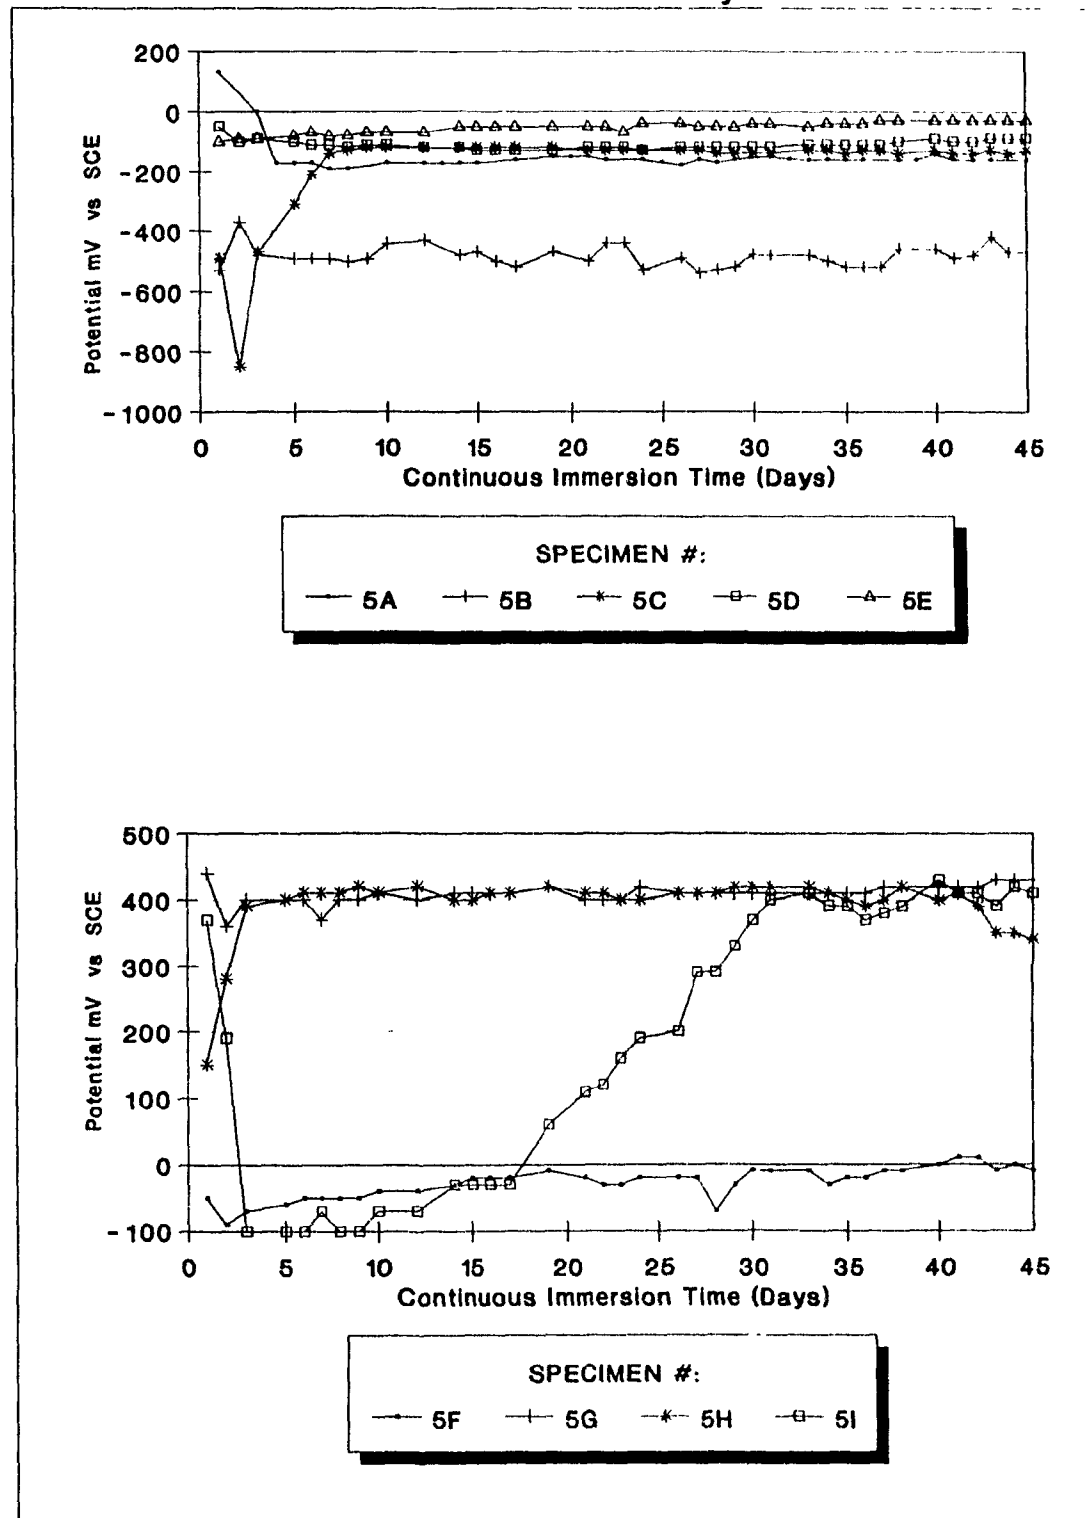 200
0
-200
-400
-600
-800
-1000
Potential mV vs SCE
0 5 10 15 20 25 30 35 40 45
Continuous Immersion Time (Days)
SPECIMEN #:
5A 5B 5C 5D 5E
500
400
300
200
100
0
-100
Potential mV vs SCE
0 5 10 15 20 25 30 35 40 45
Continuous Immersion Time (Days)
SPECIMEN #:
5F 5G 5H 5I